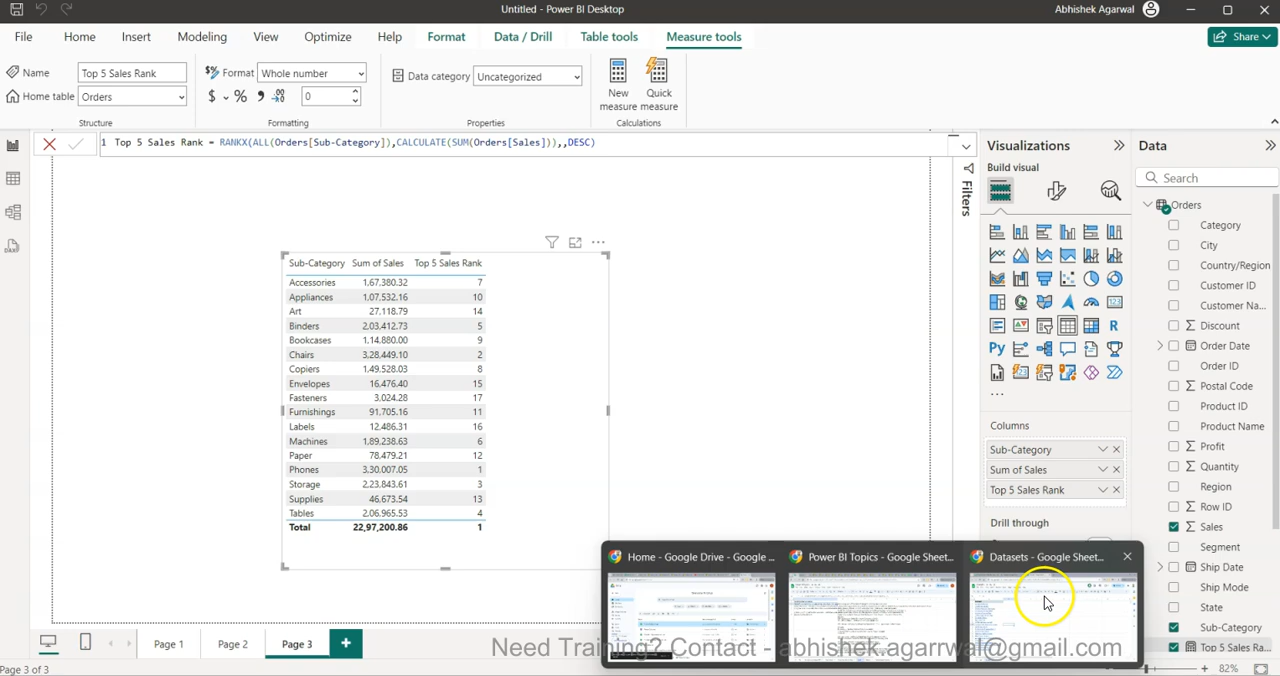 Untitled - Power BI Desktop
Abhishek Agarwal
File Home Insert Modeling View Optimize Help Format Data / Drill Table tools Measure tools Share
Name Top 5 Sales Rank
Home table Orders
Structure
$% Format Whole number
$ % 0
Formatting
Data category Uncategorized
Properties
New measure
Quick measure
Calculations
1 Top 5 Sales Rank = RANKX(ALL(Orders[Sub-Category]),CALCULATE(SUM(Orders[Sales])),,DESC)
Filters
Sub-Category Sum of Sales Top 5 Sales Rank
Accessories 1,67,380.32 7
Appliances 1,07,532.16 10
Art 27,118.79 14
Binders 2,03,412.73 5
Bookcases 1,14,880.00 9
Chairs 3,28,449.10 2
Copiers 1,49,528.03 8
Envelopes 16,476.40 15
Fasteners 3,024.28 17
Furnishings 91,705.16 11
Labels 12,486.31 16
Machines 1,89,238.63 6
Paper 78,479.21 12
Phones 3,30,007.05 1
Storage 2,23,843.61 3
Supplies 46,673.54 13
Tables 2,06,965.53 4
Total 22,97,200.86 1
Visualizations
Build visual
R
Py
123
Columns
Sub-Category
Sum of Sales
Top 5 Sales Rank
Drill through
Data
Search
Orders
Category
City
Country/Region
Customer ID
Customer Na...
Discount
Order Date
Order ID
Postal Code
Product ID
Product Name
Profit
Quantity
Region
Row ID
Sales
Segment
Ship Date
Ship Mode
State
Sub-Category
Top 5 Sales Ra...
Home - Google Drive - Google ...
Power BI Topics - Google Sheet...
Datasets - Google Sheet...
Page 1 Page 2 Page 3
Need Training? Contact - abhishek.agarrwal@gmail.com
Page 3 of 3
82%